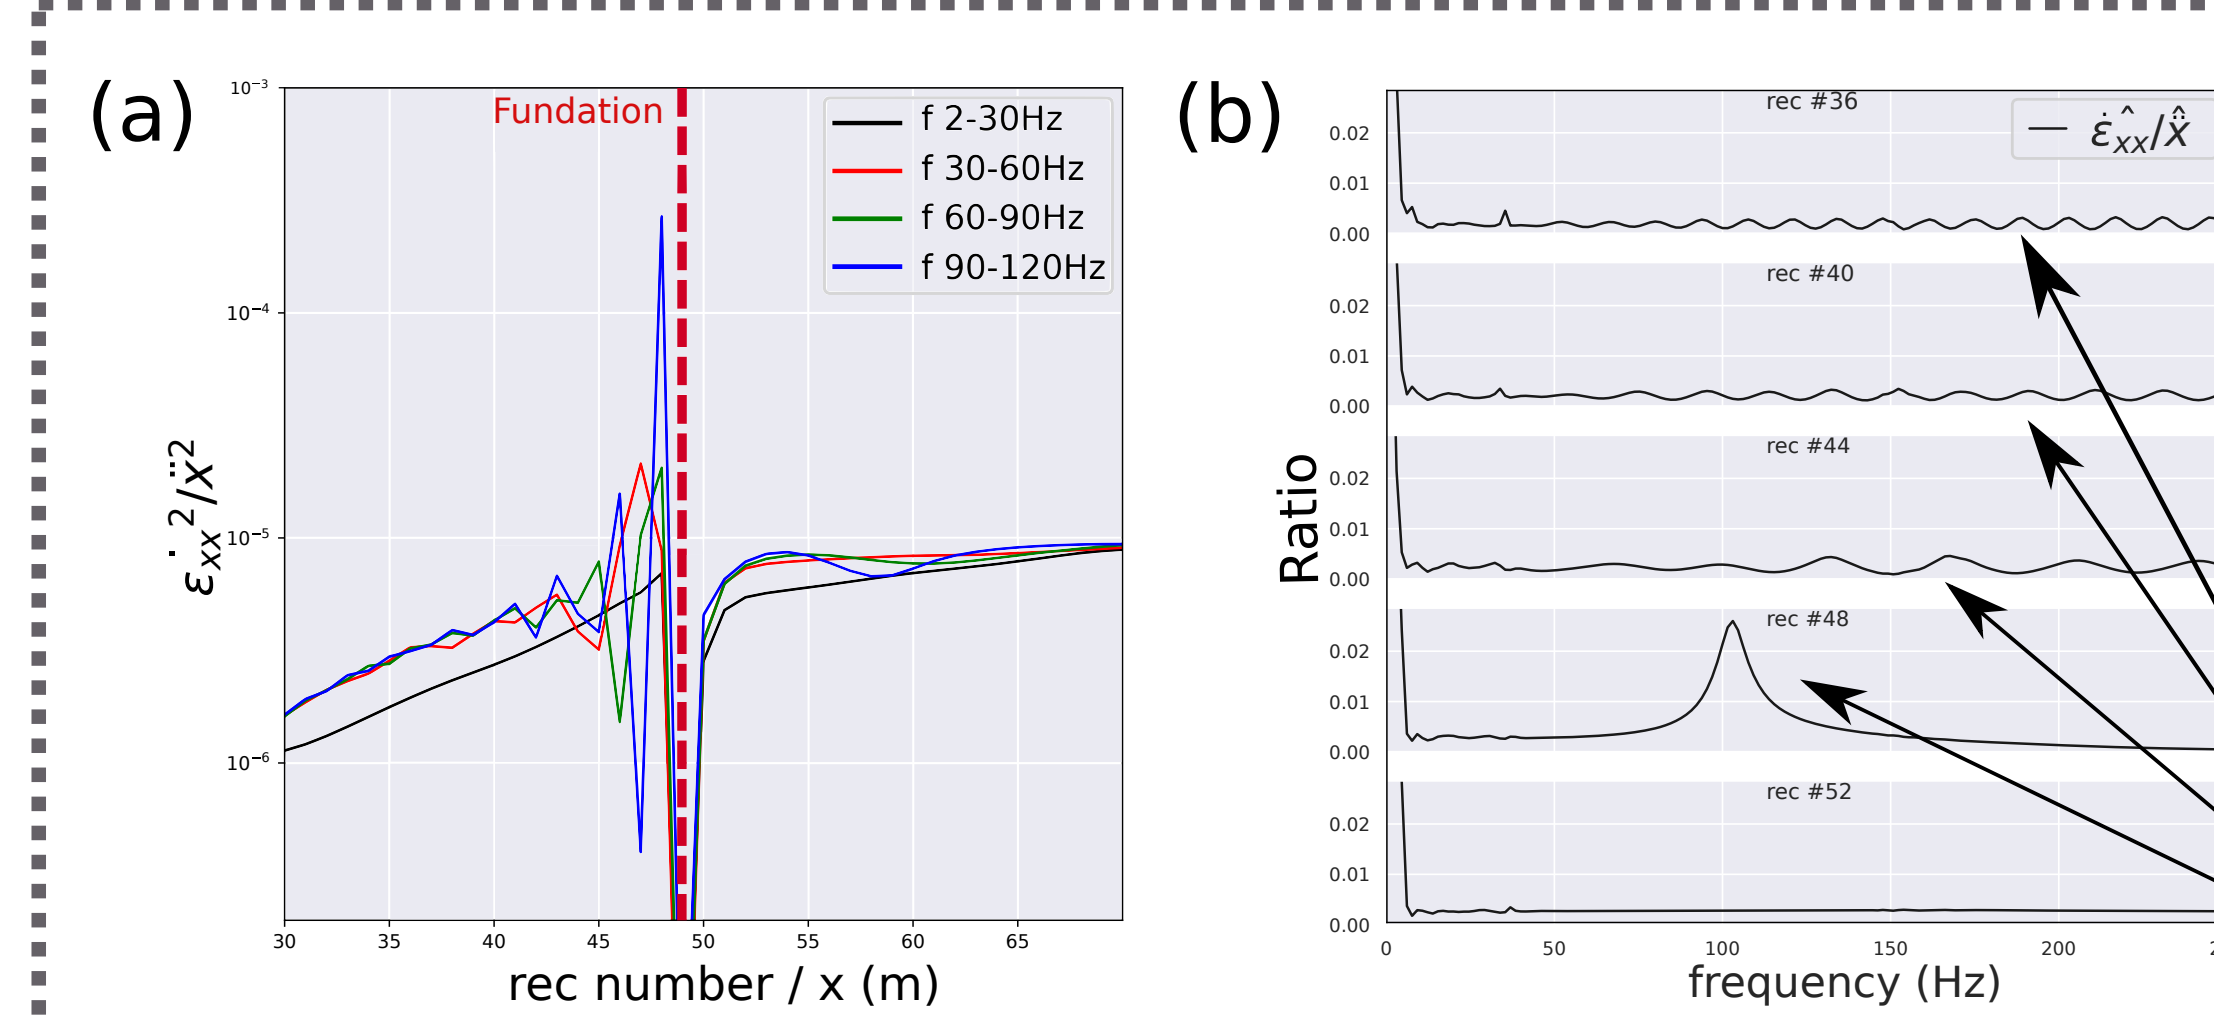 (a)
10⁻³
10⁻⁴
10⁻⁵
10⁻⁶
ε̇ₓₓ²/ẍ²
Fundation
f 2-30Hz
f 30-60Hz
f 60-90Hz
f 90-120Hz
30 35 40 45 50 55 60 65
rec number / x (m)
(b)
Ratio
rec #36
ε̇̂ₓₓ/ẍ̂
0.02
0.01
0.00
rec #40
0.02
0.01
0.00
rec #44
0.02
0.01
0.00
rec #48
0.02
0.01
0.00
rec #52
0.02
0.01
0.00
0 50 100 150 200
frequency (Hz)